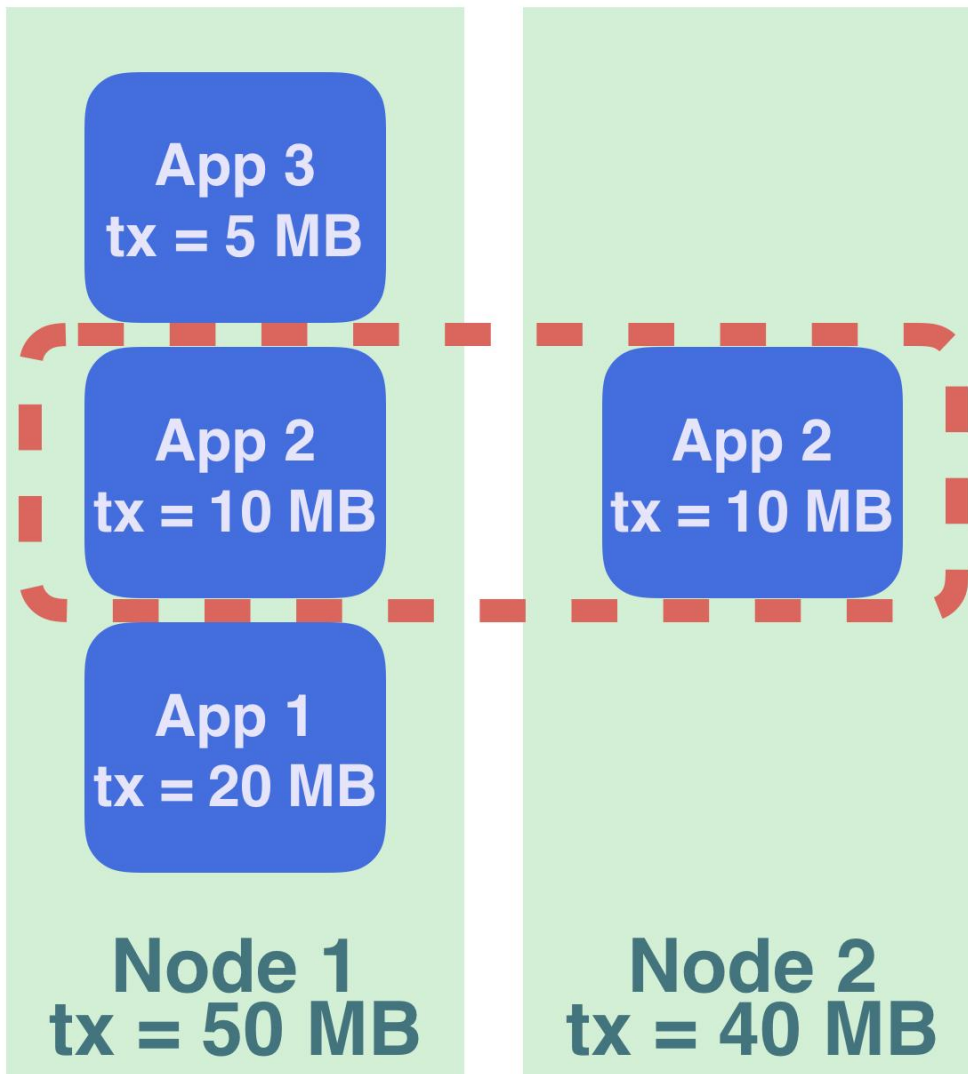 App 3
tx = 5 MB
App 2
tx = 10 MB
App 1
tx = 20 MB
Node 1
tx = 50 MB
App 2
tx = 10 MB
Node 2
tx = 40 MB